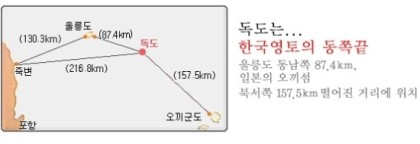 울릉도
(130.3km)
(87.4km)
독도
죽변
(216.8km)
(157.5km)
포항
오끼군도
독도는...
한국영토의 동쪽끝
울릉도 동남쪽 87.4km,
일본의 오끼섬
북서쪽 157.5km 떨어진 거리에 위치